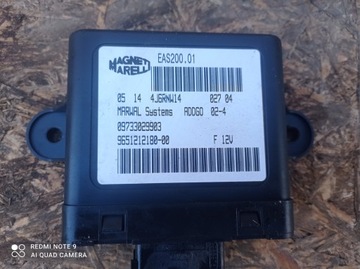 MAGNETI
MARELLI
EAS200.01
05 14 4J6RNW14 027 04
MARWAL Systems ADDGO 02-4
09733029903
9651212180-00 F 12V
REDMI NOTE 9
AI QUAD CAMERA